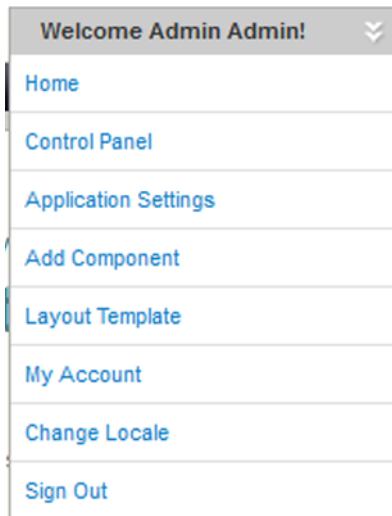 Welcome Admin Admin!
Home
Control Panel
Application Settings
Add Component
Layout Template
My Account
Change Locale
Sign Out